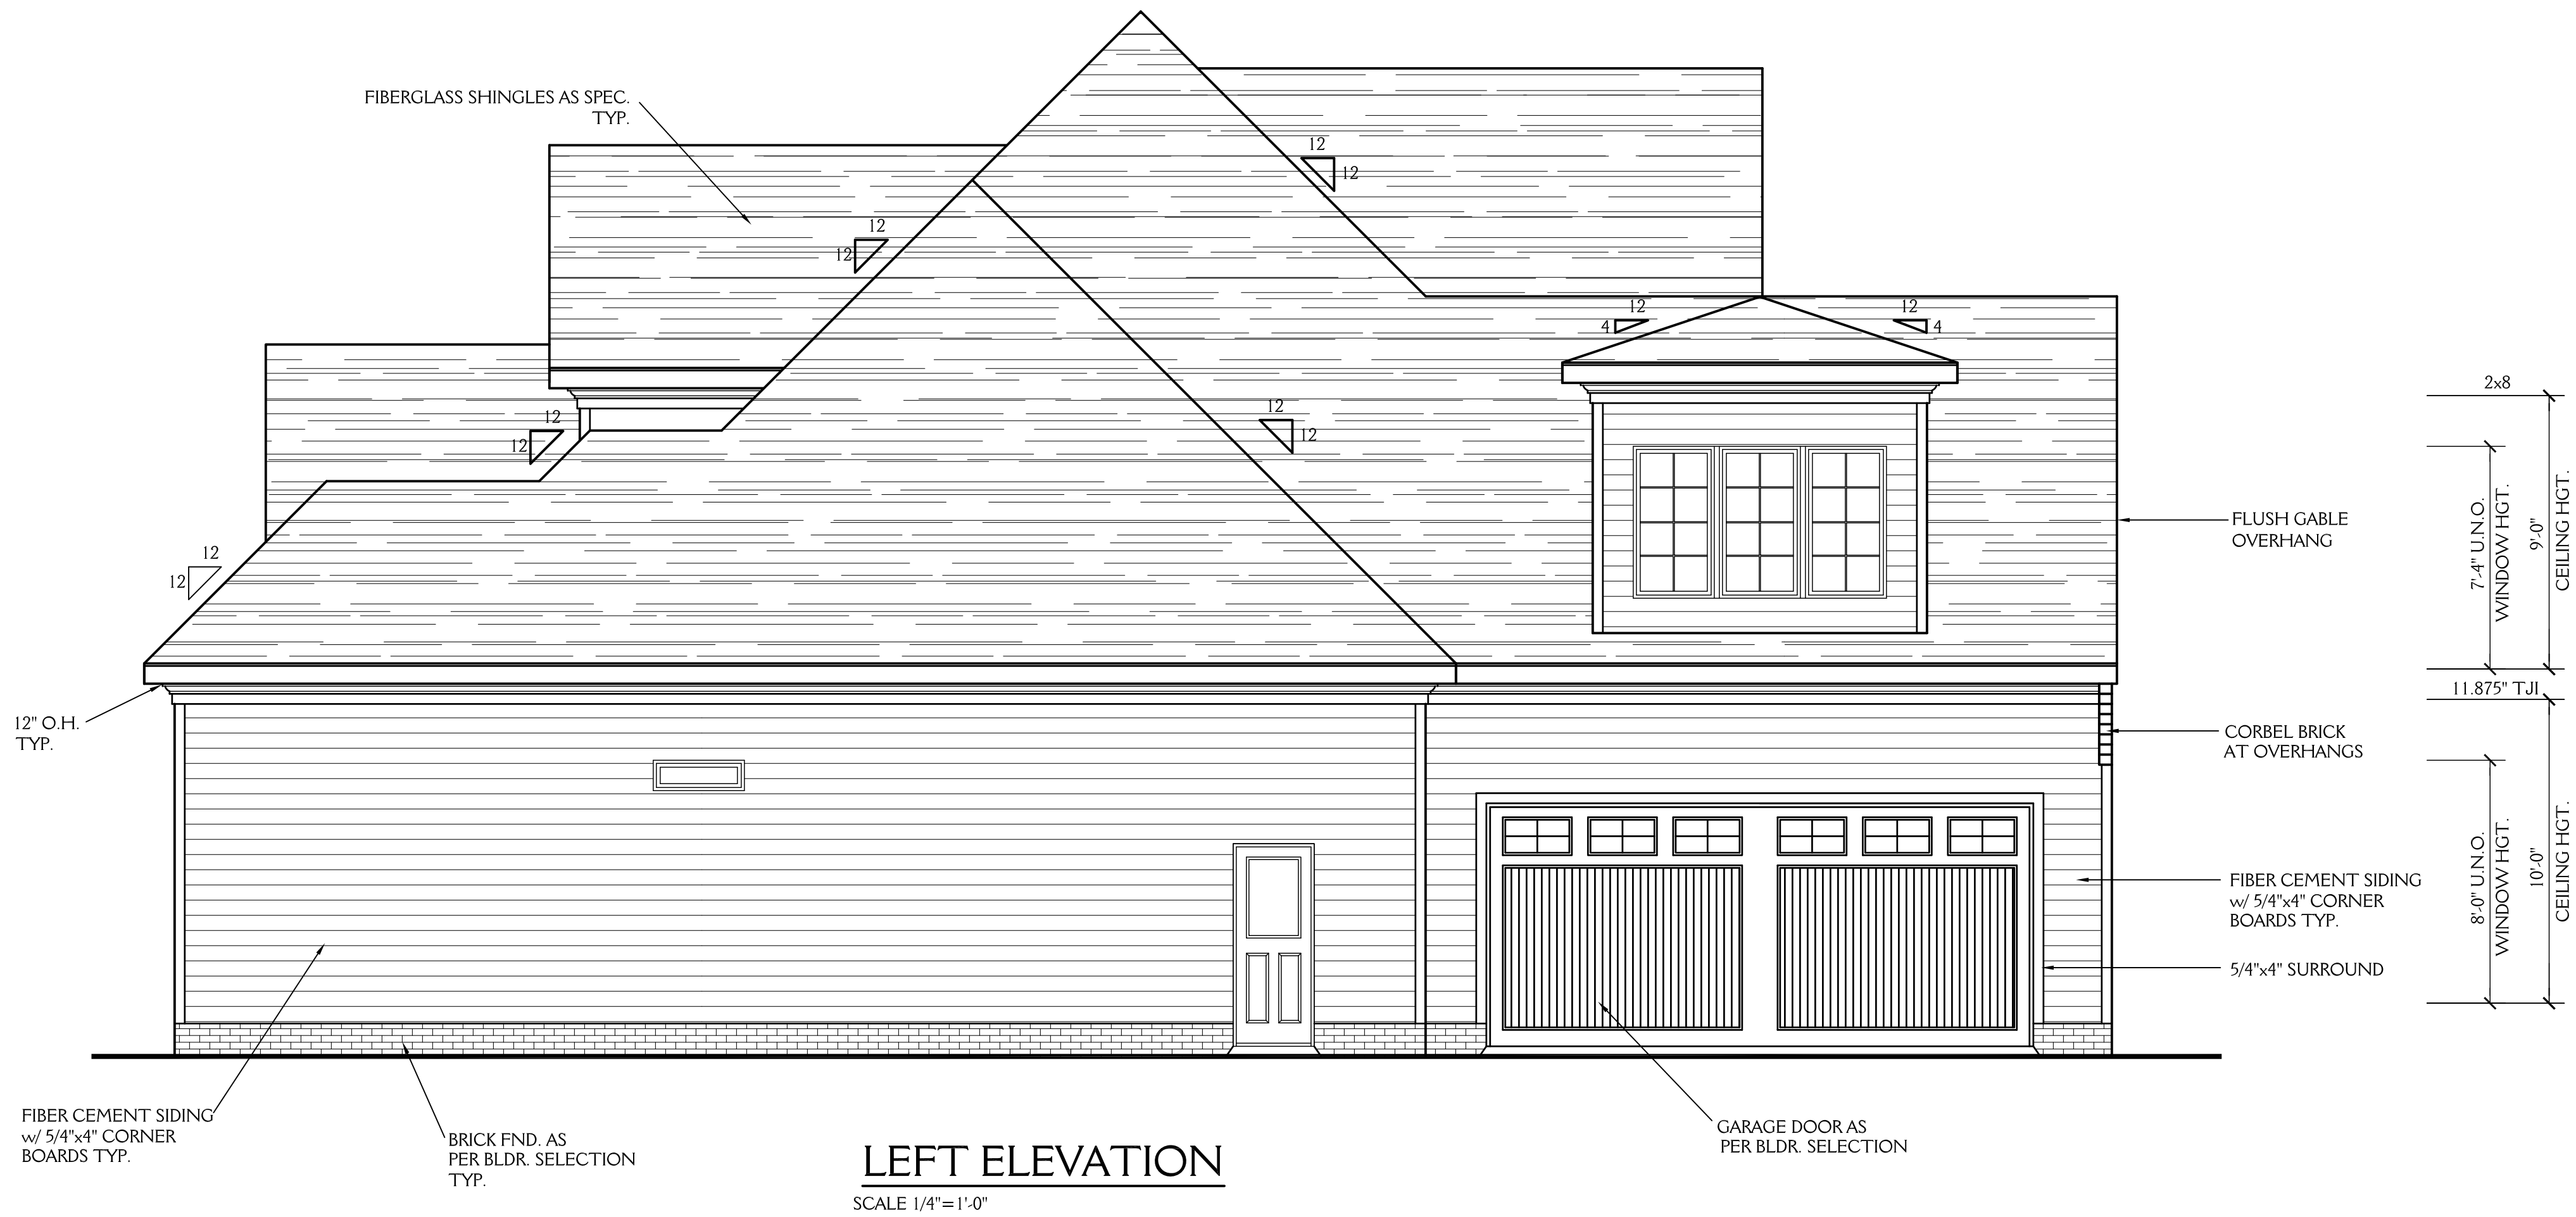 FIBERGLASS SHINGLES AS SPEC.
TYP.
12
12
12
12
12
4
12
4
12
12
12
12
12
12
2x8
7'-4" U.N.O.
WINDOW HGT.
9'-0"
CEILING HGT.
FLUSH GABLE
OVERHANG
11.875" TJI
12" O.H.
TYP.
CORBEL BRICK
AT OVERHANGS
8'-0" U.N.O.
WINDOW HGT.
10'-0"
CEILING HGT.
FIBER CEMENT SIDING
w/ 5/4"x4" CORNER
BOARDS TYP.
5/4"x4" SURROUND
FIBER CEMENT SIDING
w/ 5/4"x4" CORNER
BOARDS TYP.
BRICK FND. AS
PER BLDR. SELECTION
TYP.
GARAGE DOOR AS
PER BLDR. SELECTION
LEFT ELEVATION
SCALE 1/4"=1'-0"